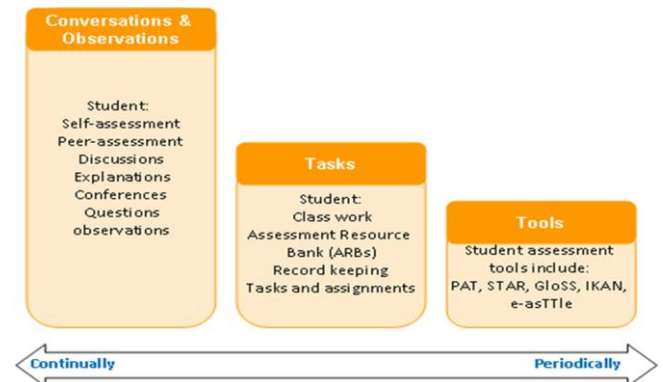 Conversations &
Observations
Student:
Self-assessment
Peer-assessment
Discussions
Explanations
Conferences
Questions
observations
Tasks
Student:
Class work
Assessment Resource
Bank (ARBs)
Record keeping
Tasks and assignments
Tools
Student assessment
tools include:
PAT, STAR, GloSS, IKAN,
e-asTTle
Continually
Periodically